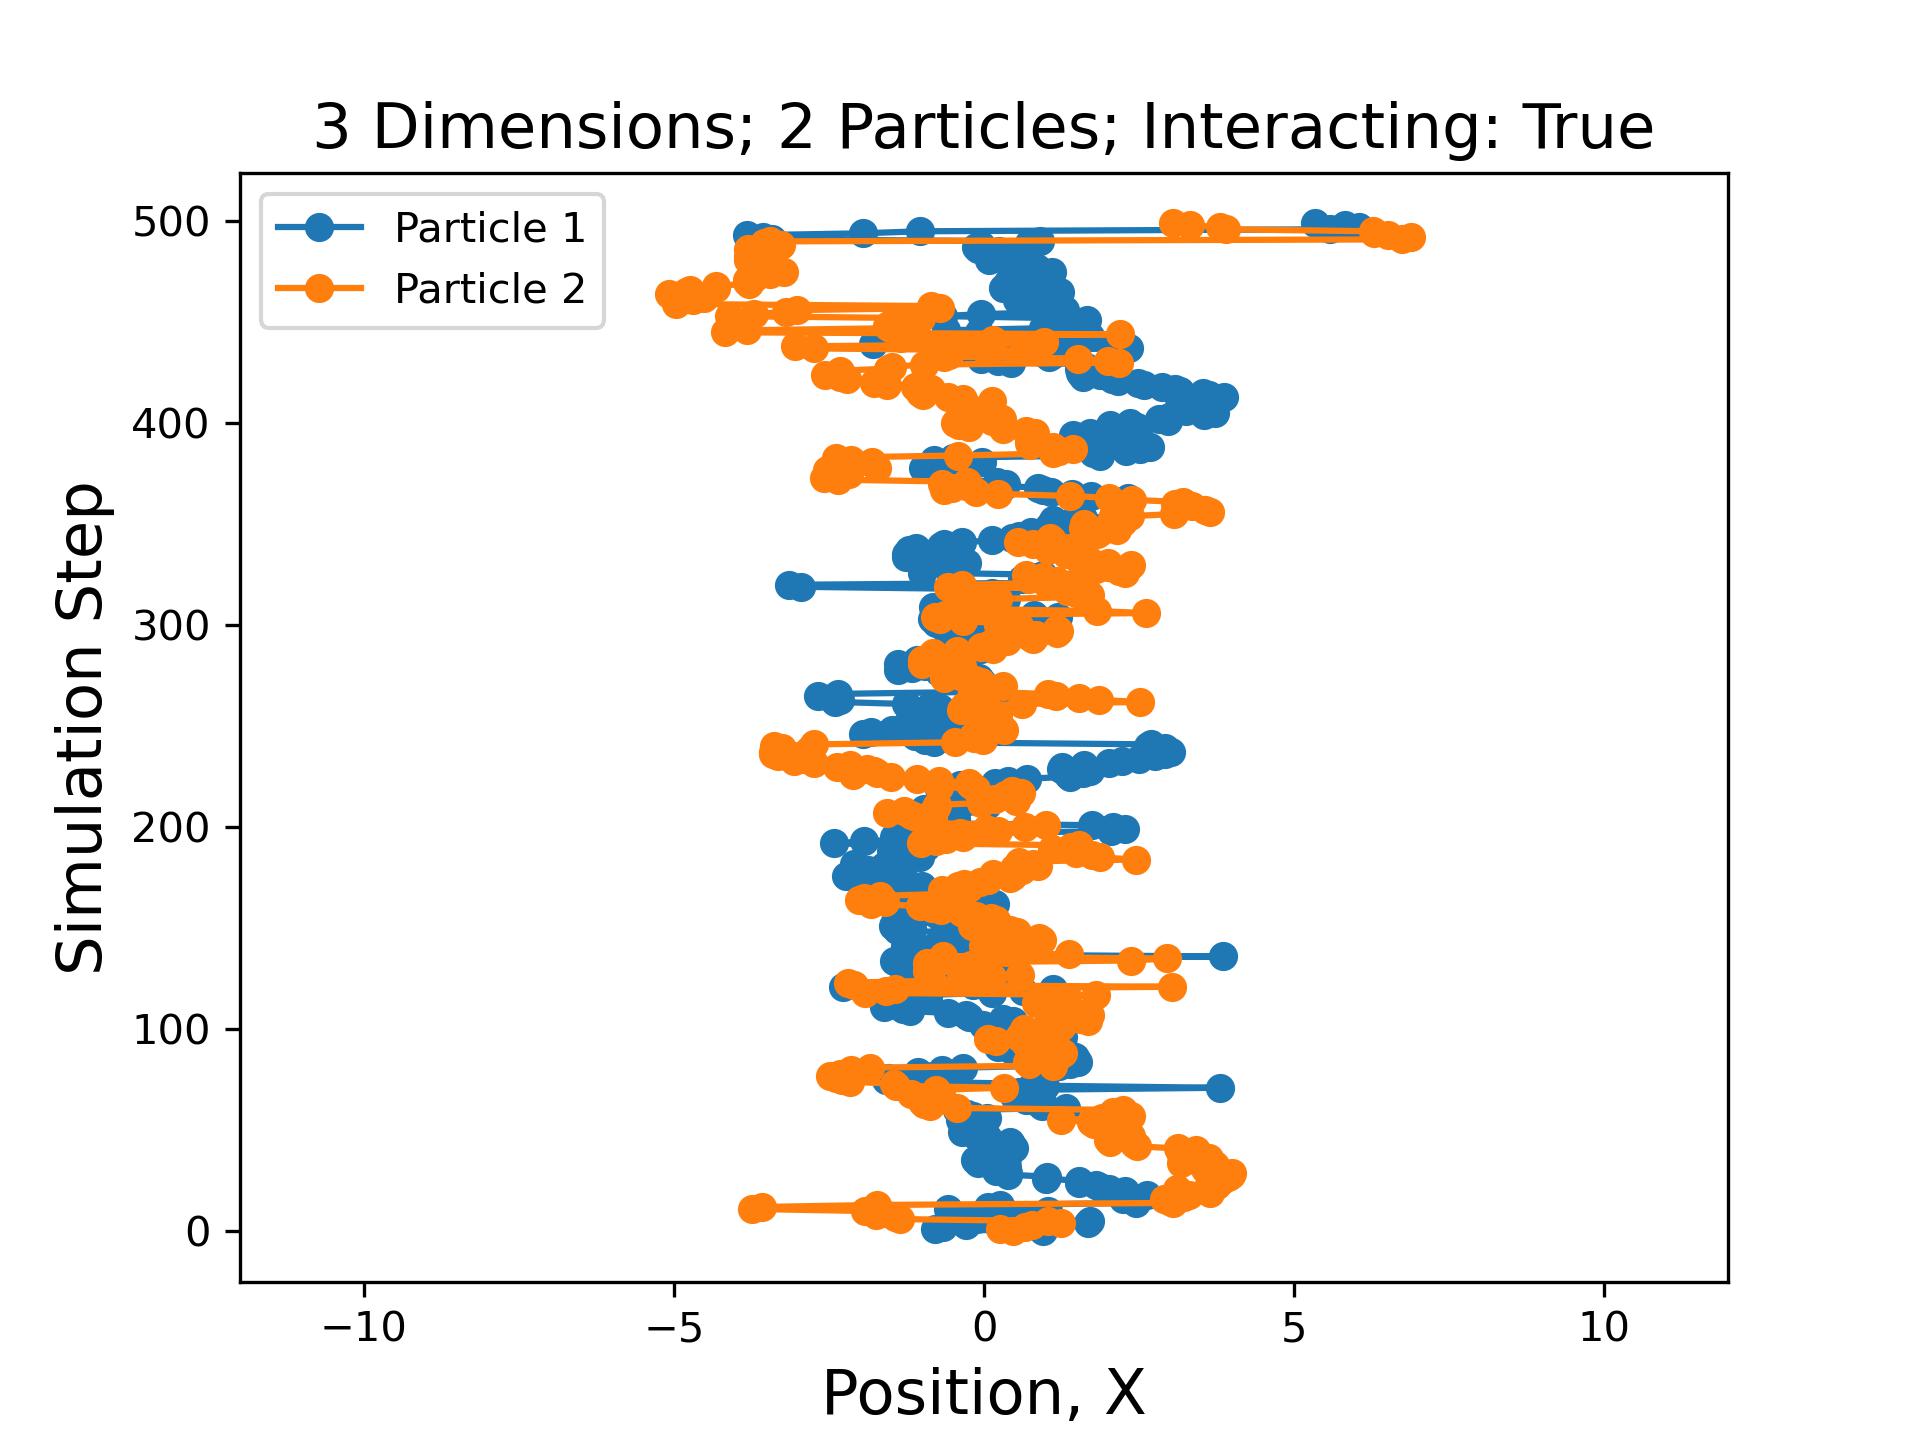 3 Dimensions; 2 Particles; Interacting: True
Particle 1
Particle 2
Simulation Step
500
400
300
200
100
0
−10
−5
0
5
10
Position, X